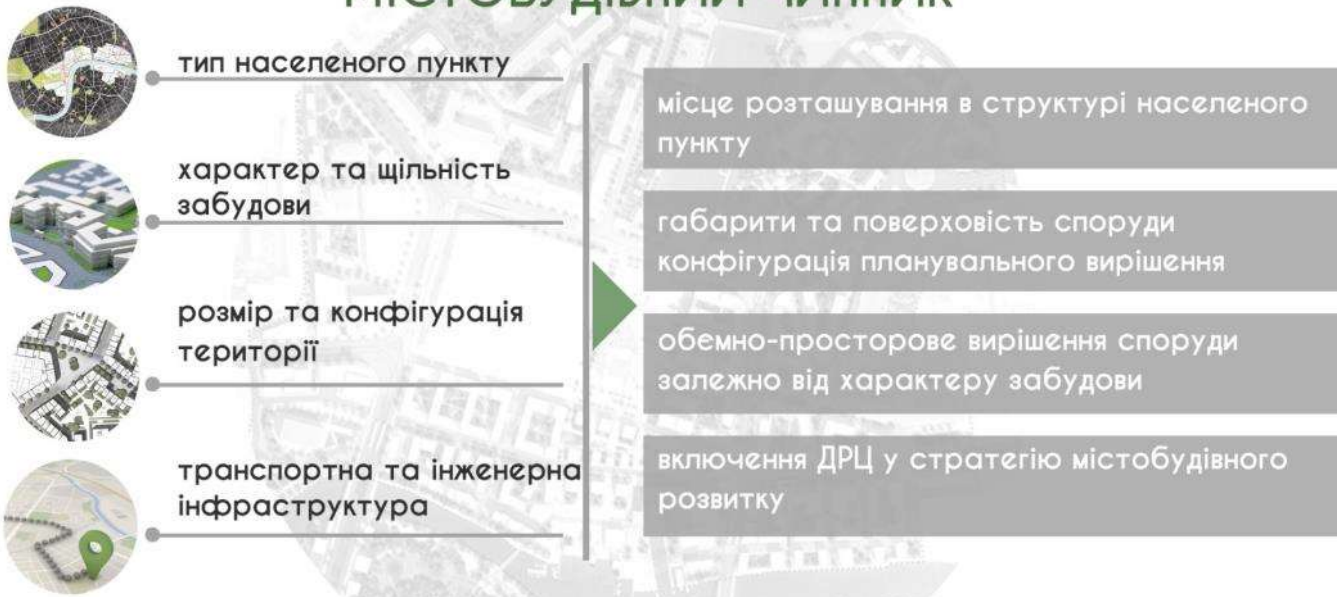 МІСТОБУДІВНИЙ ЧИННИК
тип населеного пункту
характер та щільність
забудови
розмір та конфігурація
території
транспортна та інженерна
інфраструктура
місце розташування в структурі населеного
пункту
габарити та поверховість споруди
конфігурація планувального вирішення
обемно-просторове вирішення споруди
залежно від характеру забудови
включення ДРЦ у стратегію містобудівного
розвитку